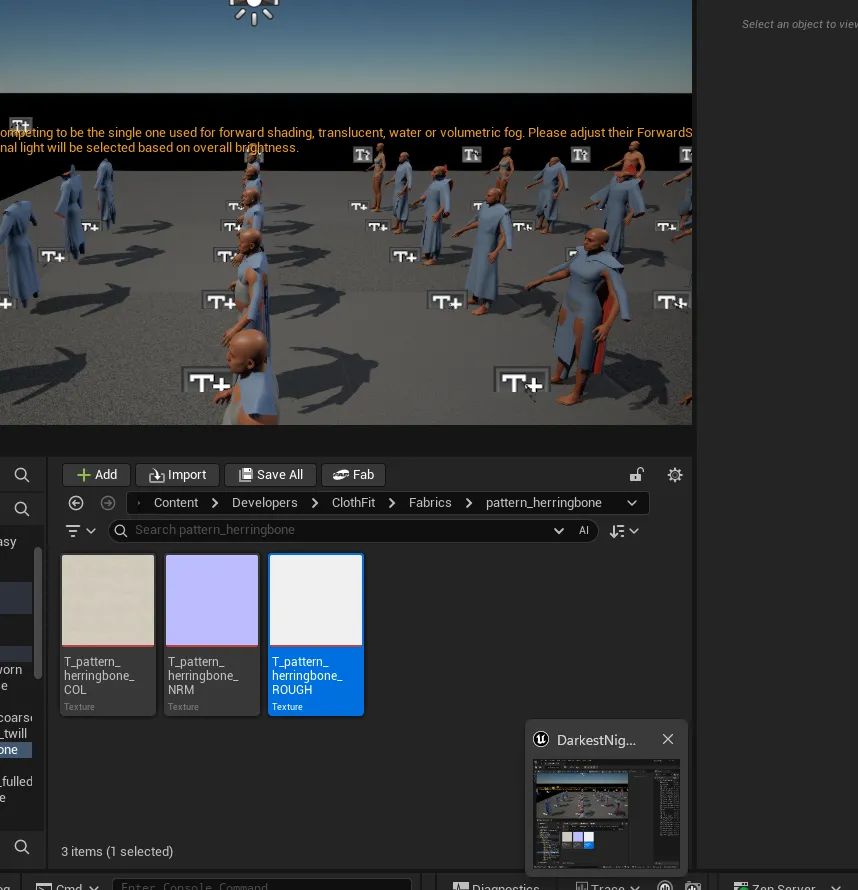 Select an object to view
ompeting to be the single one used for forward shading, translucent, water or volumetric fog. Please adjust their ForwardS
nal light will be selected based on overall brightness.
Add
Import
Save All
Fab
Content
Developers
ClothFit
Fabrics
pattern_herringbone
Search pattern_herringbone
AI
asy
worn
e
coarse
_twill
one
_fulled
e
T_pattern_
herringbone_
COL
Texture
T_pattern_
herringbone_
NRM
Texture
T_pattern_
herringbone_
ROUGH
Texture
DarkestNig...
3 items (1 selected)
Cmd
Enter Console Command
Diagnostics
Trace
Zen Server